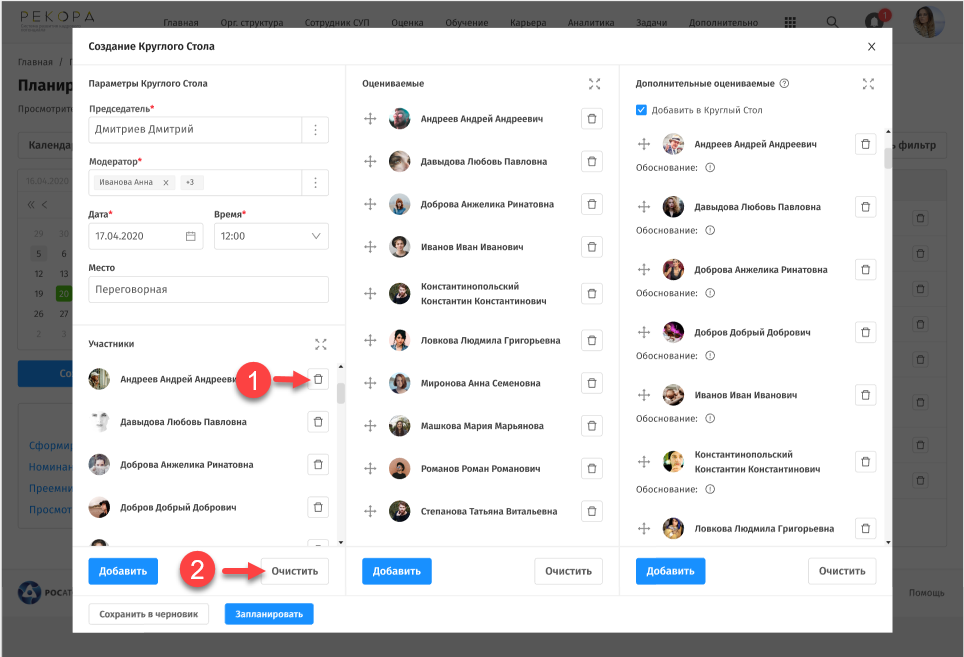 РЕКОРА
Главная Орг. структура Сотрудник СУП Оценка Обучение Карьера Аналитика Задачи Дополнительно
1
Создание Круглого Стола
Главная /
Планир
Просмотрит
Календа
ь фильтр
16.04.2020
29 30
5 6
12 13
19 20
26 27
2 3
Со
Сформир
Номинан
Преемни
Просмот
РОСАТ
Помощь
Параметры Круглого Стола
Председатель*
Дмитриев Дмитрий
Модератор*
Иванова Анна x +3
Дата* Время*
17.04.2020 12:00
Место
Переговорная
Участники
Андреев Андрей Андрееви
1
Давыдова Любовь Павловна
Доброва Анжелика Ринатовна
Добров Добрый Добрович
Добавить
2
Очистить
Оцениваемые
Андреев Андрей Андреевич
Давыдова Любовь Павловна
Доброва Анжелика Ринатовна
Иванов Иван Иванович
Константинопольский
Константин Константинович
Ловкова Людмила Григорьевна
Миронова Анна Семеновна
Машкова Мария Марьянова
Романов Роман Романович
Степанова Татьяна Витальевна
Добавить Очистить
Дополнительные оцениваемые
Добавить в Круглый Стол
Андреев Андрей Андреевич
Обоснование:
Давыдова Любовь Павловна
Обоснование:
Доброва Анжелика Ринатовна
Обоснование:
Добров Добрый Добрович
Обоснование:
Иванов Иван Иванович
Обоснование:
Константинопольский
Константин Константинович
Обоснование:
Ловкова Людмила Григорьевна
Добавить Очистить
Сохранить в черновик Запланировать